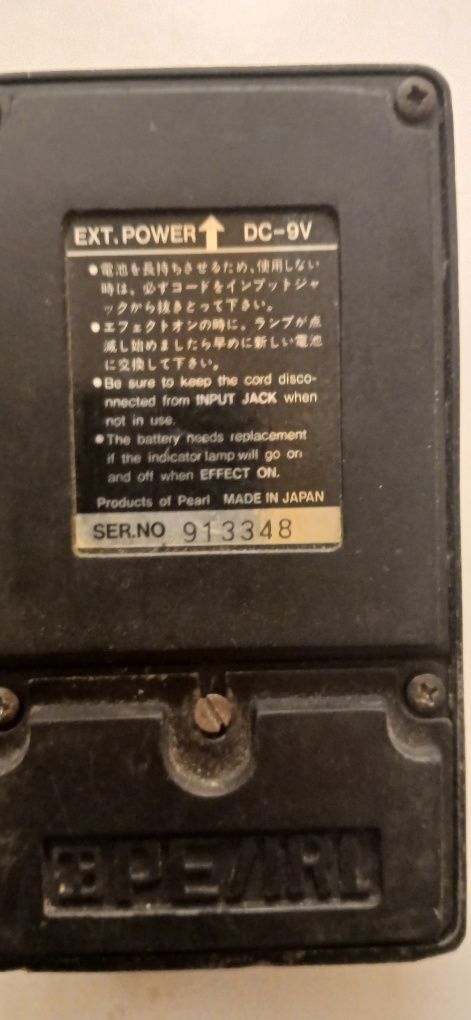 EXT. POWER ↑ DC-9V
●電池を長持ちさせるため、使用しない
時は、必ずコードをインプットジャ
ックから抜きとって下さい。
●エフェクトオンの時に、ランプが点
滅し始めましたら早めに新しい電池
に交換して下さい。
●Be sure to keep the cord disco-
nnected from INPUT JACK when
not in use.
●The battery needs replacement
if the indicator lamp will go on
and off when EFFECT ON.
Products of Pearl MADE IN JAPAN
SER.NO 913348
PEARL